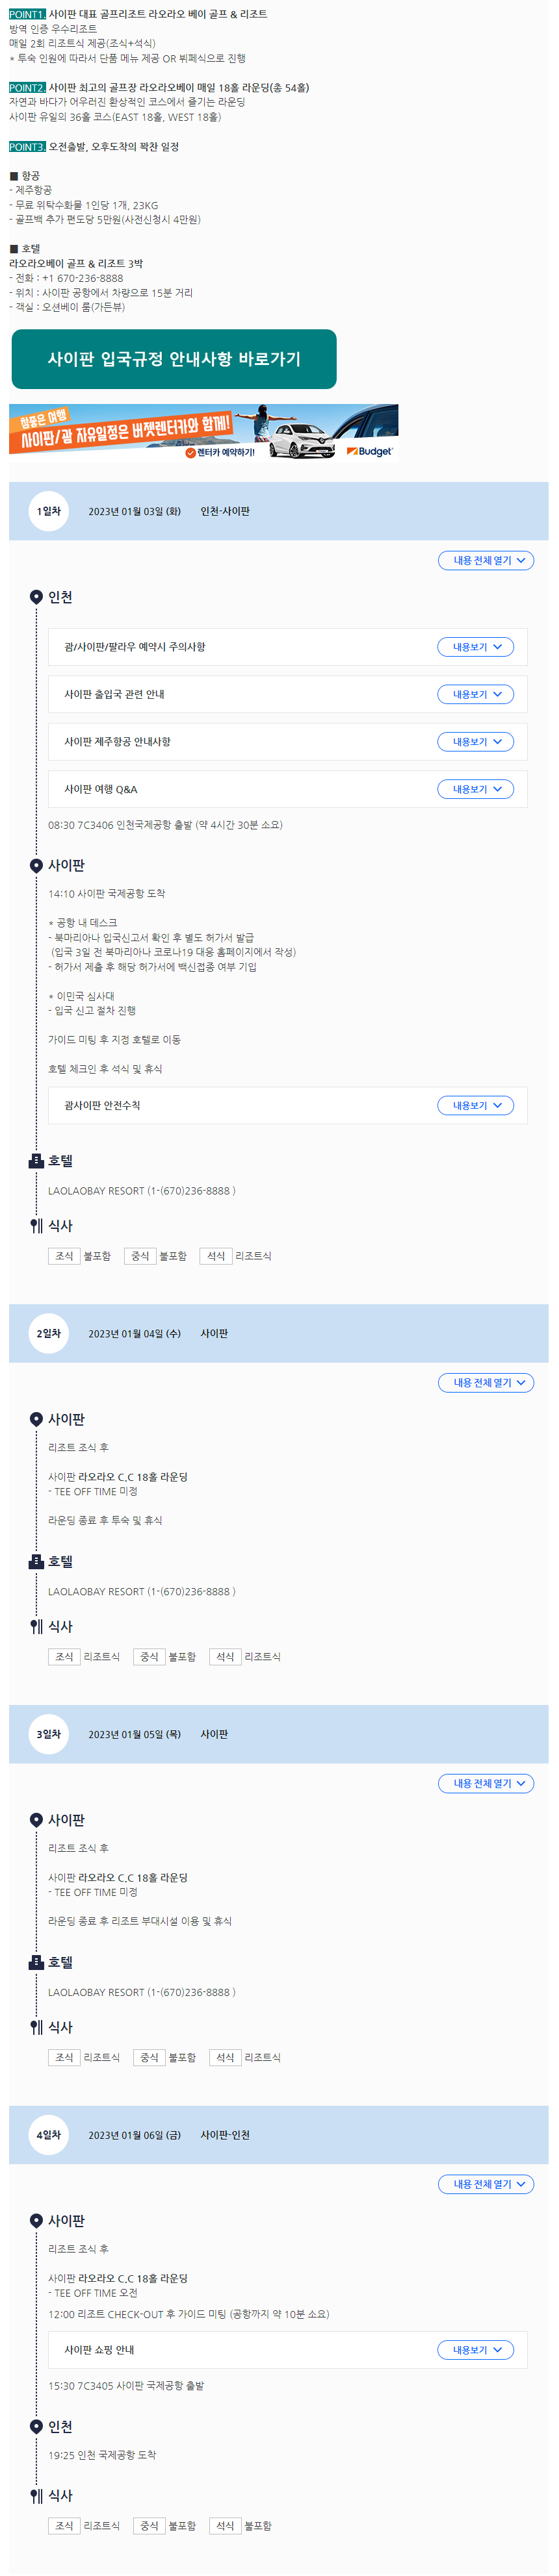 POINT1. 사이판 대표 골프리조트 라오라오 베이 골프 & 리조트
방역 인증 우수리조트
매일 2회 리조트식 제공(조식+석식)
* 투숙 인원에 따라서 단품 메뉴 제공 OR 뷔페식으로 진행
POINT2. 사이판 최고의 골프장 라오라오베이 매일 18홀 라운딩(총 54홀)
자연과 바다가 어우러진 환상적인 코스에서 즐기는 라운딩
사이판 유일의 36홀 코스(EAST 18홀, WEST 18홀)
POINT3. 오전출발, 오후도착의 꽉찬 일정
■ 항공
- 제주항공
- 무료 위탁수화물 1인당 1개, 23KG
- 골프백 추가 편도당 5만원(사전신청시 4만원)
■ 호텔
라오라오베이 골프 & 리조트 3박
- 전화 : +1 670-236-8888
- 위치 : 사이판 공항에서 차량으로 15분 거리
- 객실 : 오션베이 룸(가든뷰)
사이판 입국규정 안내사항 바로가기
힘좋은 여행
사이판/괌 자유일정은 버젯렌터카와 함께!
렌터카 예약하기!
Budget
1일차 2023년 01월 03일 (화) 인천-사이판
내용 전체 열기
인천
괌/사이판/팔라우 예약시 주의사항 내용보기
사이판 출입국 관련 안내 내용보기
사이판 제주항공 안내사항 내용보기
사이판 여행 Q&A 내용보기
08:30 7C3406 인천국제공항 출발 (약 4시간 30분 소요)
사이판
14:10 사이판 국제공항 도착
* 공항 내 데스크
- 북마리아나 입국신고서 확인 후 별도 허가서 발급
(입국 3일 전 북마리아나 코로나19 대응 홈페이지에서 작성)
- 허가서 제출 후 해당 허가서에 백신접종 여부 기입
* 이민국 심사대
- 입국 신고 절차 진행
가이드 미팅 후 지정 호텔로 이동
호텔 체크인 후 석식 및 휴식
괌사이판 안전수칙 내용보기
호텔
LAOLAOBAY RESORT (1-(670)236-8888 )
식사
조식 불포함 중식 불포함 석식 리조트식
2일차 2023년 01월 04일 (수) 사이판
내용 전체 열기
사이판
리조트 조식 후
사이판 라오라오 C.C 18홀 라운딩
- TEE OFF TIME 미정
라운딩 종료 후 투숙 및 휴식
호텔
LAOLAOBAY RESORT (1-(670)236-8888 )
식사
조식 리조트식 중식 불포함 석식 리조트식
3일차 2023년 01월 05일 (목) 사이판
내용 전체 열기
사이판
리조트 조식 후
사이판 라오라오 C.C 18홀 라운딩
- TEE OFF TIME 미정
라운딩 종료 후 리조트 부대시설 이용 및 휴식
호텔
LAOLAOBAY RESORT (1-(670)236-8888 )
식사
조식 리조트식 중식 불포함 석식 리조트식
4일차 2023년 01월 06일 (금) 사이판-인천
내용 전체 열기
사이판
리조트 조식 후
사이판 라오라오 C.C 18홀 라운딩
- TEE OFF TIME 오전
12:00 리조트 CHECK-OUT 후 가이드 미팅 (공항까지 약 10분 소요)
사이판 쇼핑 안내 내용보기
15:30 7C3405 사이판 국제공항 출발
인천
19:25 인천 국제공항 도착
식사
조식 리조트식 중식 불포함 석식 불포함